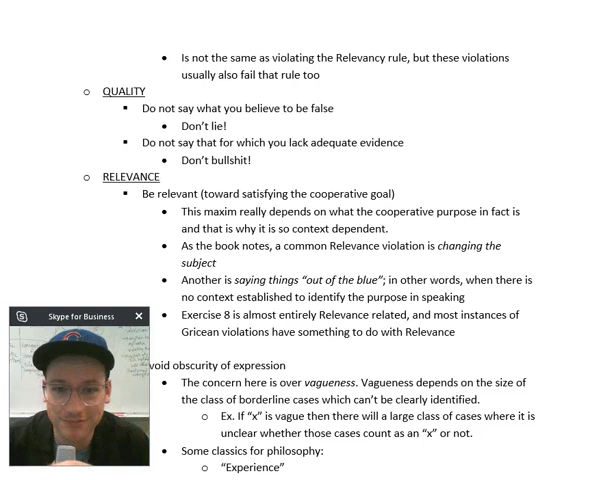 • Is not the same as violating the Relevancy rule, but these violations
usually also fail that rule too
o QUALITY
▪ Do not say what you believe to be false
• Don't lie!
▪ Do not say that for which you lack adequate evidence
• Don't bullshit!
o RELEVANCE
▪ Be relevant (toward satisfying the cooperative goal)
• This maxim really depends on what the cooperative purpose in fact is
and that is why it is so context dependent.
• As the book notes, a common Relevance violation is changing the
subject
• Another is saying things "out of the blue"; in other words, when there is
no context established to identify the purpose in speaking
• Exercise 8 is almost entirely Relevance related, and most instances of
Gricean violations have something to do with Relevance
Skype for Business
void obscurity of expression
• The concern here is over vagueness. Vagueness depends on the size of
the class of borderline cases which can't be clearly identified.
o Ex. If "x" is vague then there will a large class of cases where it is
unclear whether those cases count as an "x" or not.
• Some classics for philosophy:
o "Experience"